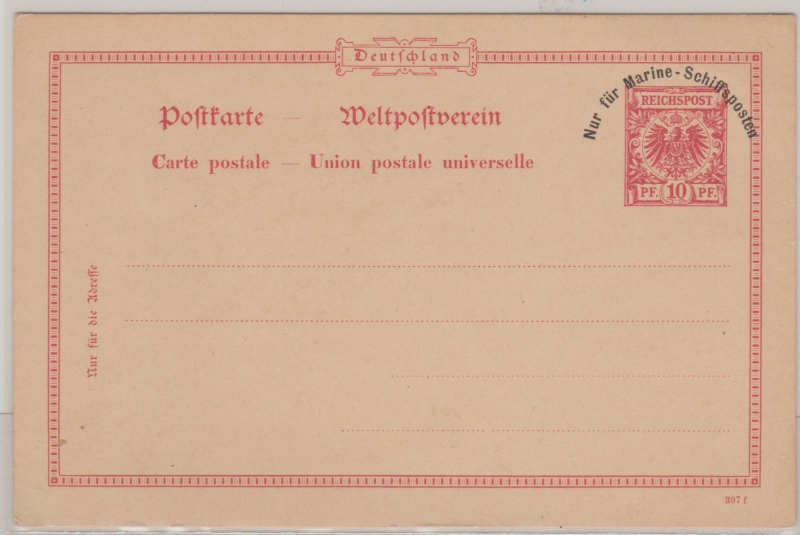 Deutschland
Nur für Marine-Schiffsposten
Postkarte — Weltpostverein
Carte postale — Union postale universelle
REICHSPOST
PF. 10 PF.
Nur für die Adresse
397 f